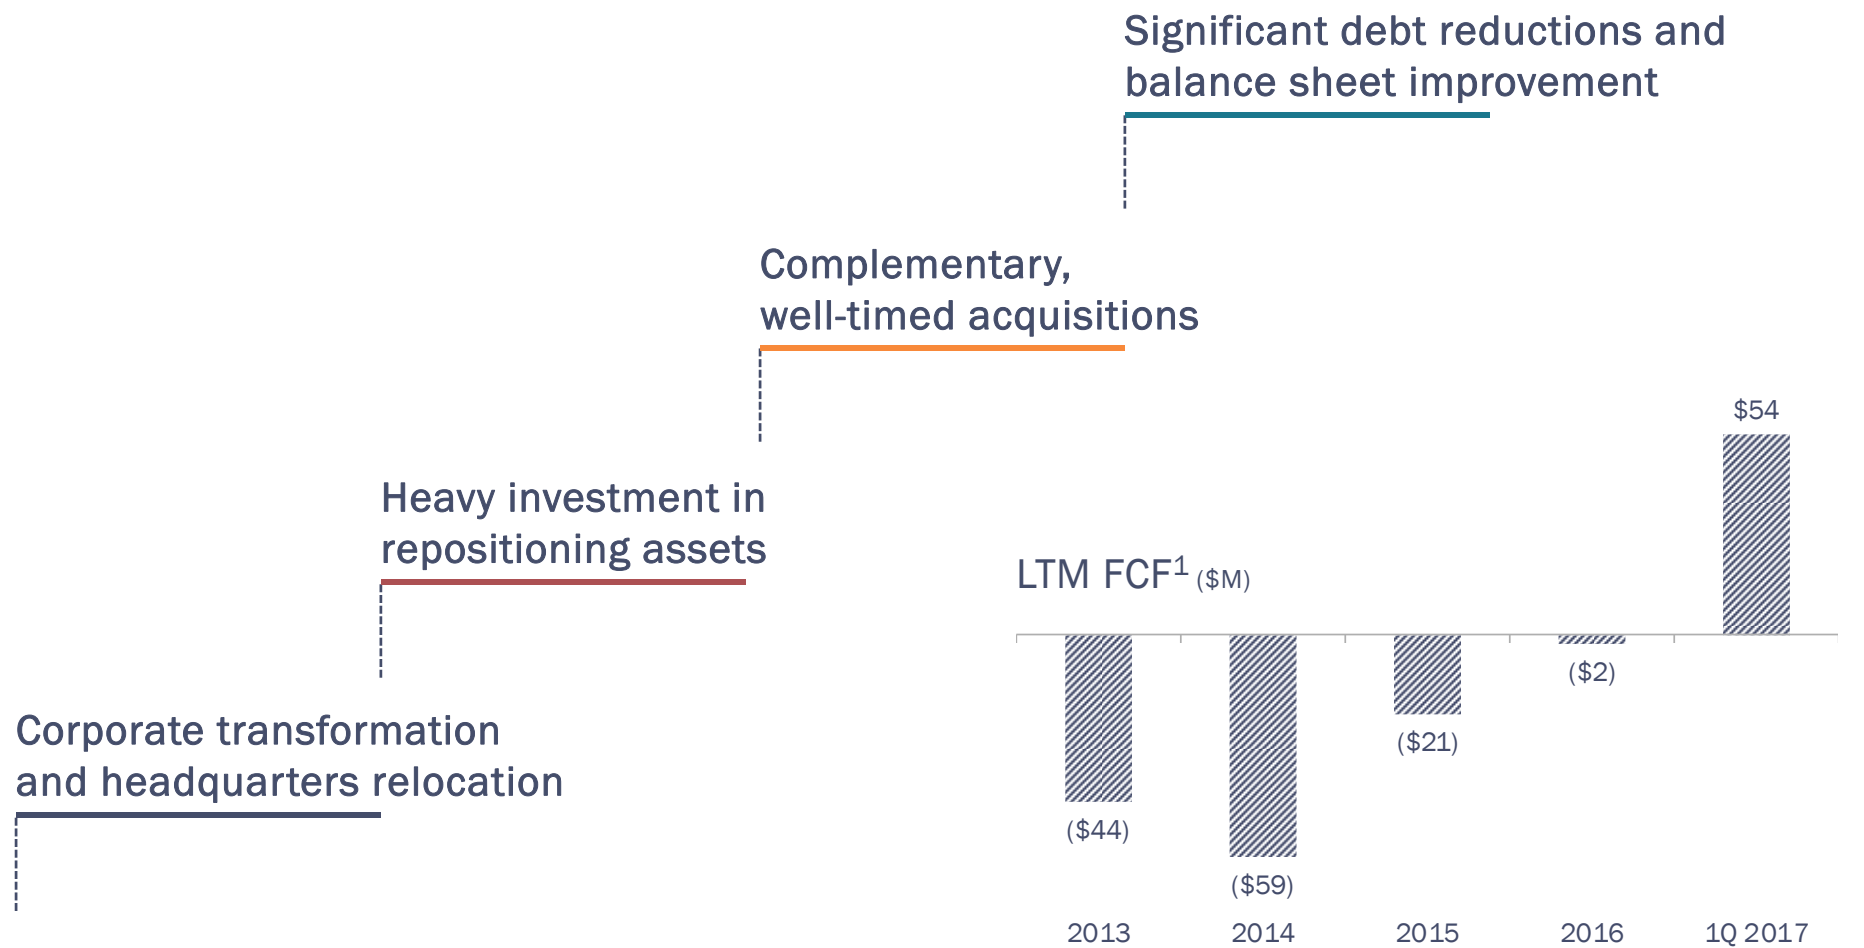 Significant debt reductions and
balance sheet improvement
Complementary,
well-timed acquisitions
Heavy investment in
repositioning assets
Corporate transformation
and headquarters relocation
LTM FCF¹ ($M)
$54
($2)
($21)
($44)
($59)
2013 2014 2015 2016 1Q 2017